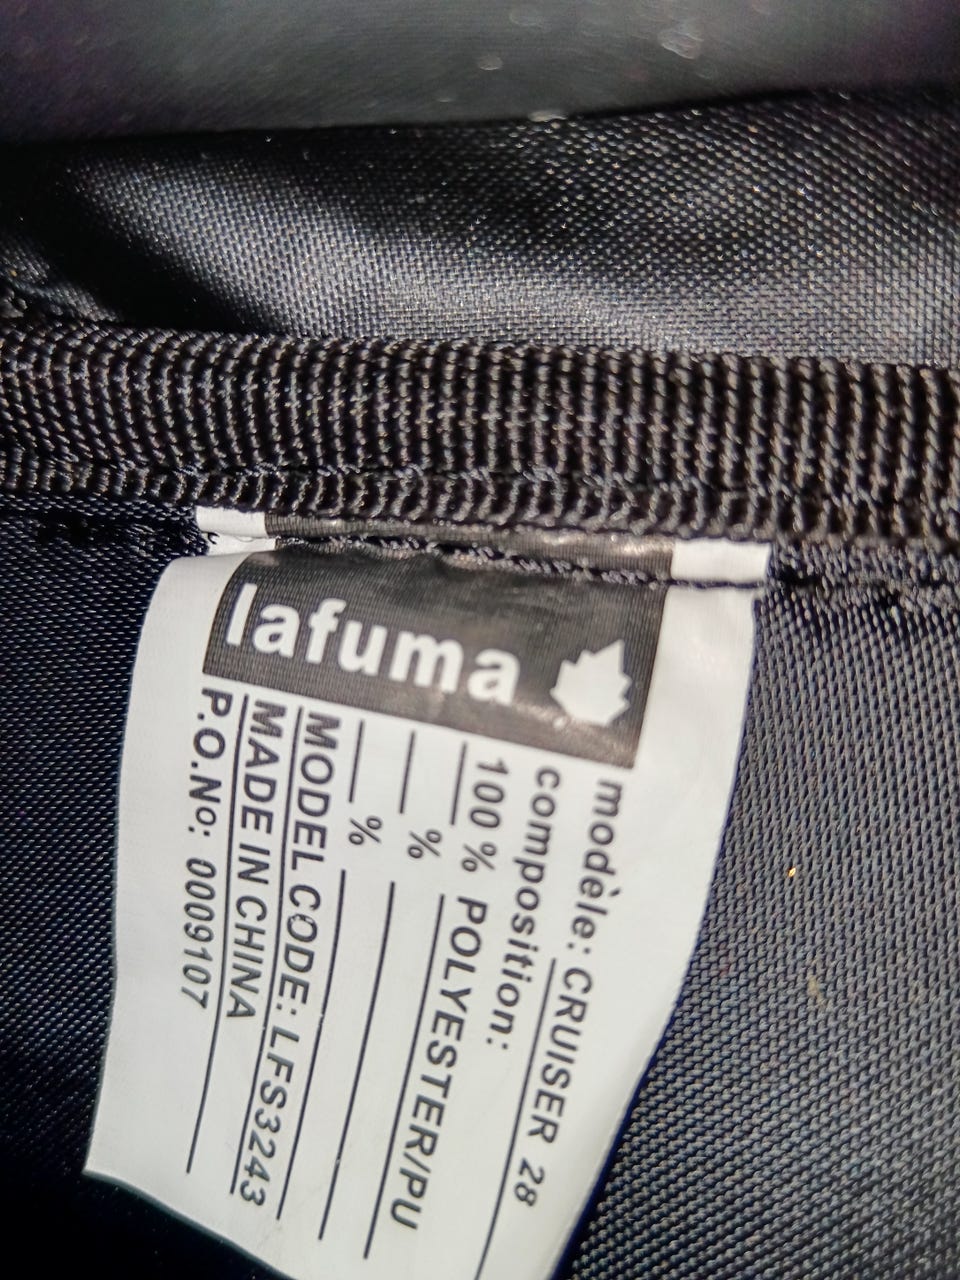 lafuma
modèle: CRUISER 28
composition:
100 % POLYESTER/PU
%
%
MODEL CODE: LFS3243
MADE IN CHINA
P.O.No: 0009107